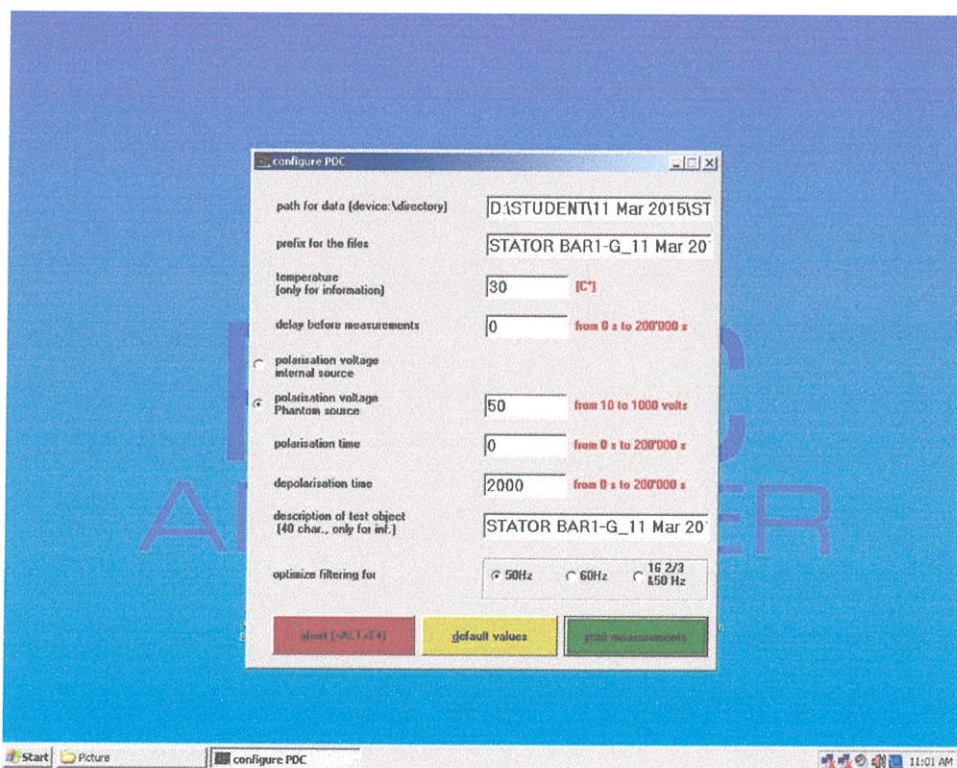 configure PDC
path for data (device:\directory)
D:\STUDENT\11 Mar 2015\ST
prefix for the files
STATOR BAR1-G_11 Mar 20
temperature
(only for information)
30
[C°]
delay before measurements
0
from 0 s to 200'000 s
polarisation voltage
internal source
polarisation voltage
Phantom source
50
from 10 to 1000 volts
polarisation time
0
from 0 s to 200'000 s
depolarisation time
2000
from 0 s to 200'000 s
description of test object
(40 char., only for inf.)
STATOR BAR1-G_11 Mar 20
optimize filtering for
50Hz
60Hz
16 2/3
&50 Hz
abort (=ALT+F4)
default values
start measurements
Start
Picture
configure PDC
11:01 AM